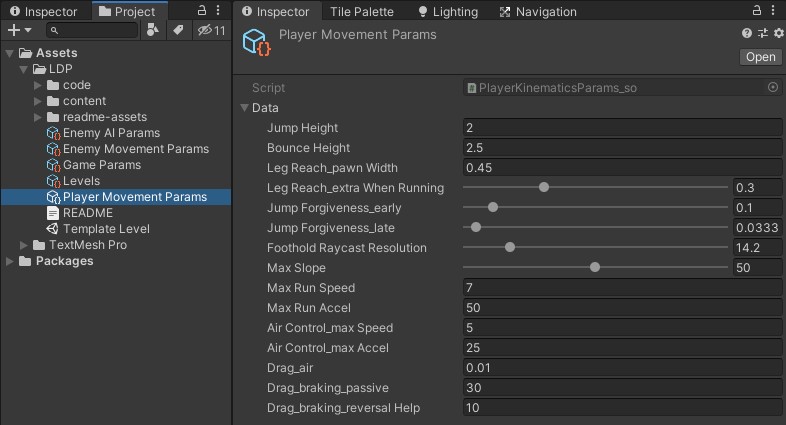 Inspector Project
11
Assets
LDP
code
content
readme-assets
Enemy AI Params
Enemy Movement Params
Game Params
Levels
Player Movement Params
README
Template Level
TextMesh Pro
Packages
Inspector Tile Palette Lighting Navigation
Player Movement Params
Open
Script PlayerKinematicsParams_so
Data
Jump Height 2
Bounce Height 2.5
Leg Reach_pawn Width 0.45
Leg Reach_extra When Running 0.3
Jump Forgiveness_early 0.1
Jump Forgiveness_late 0.0333
Foothold Raycast Resolution 14.2
Max Slope 50
Max Run Speed 7
Max Run Accel 50
Air Control_max Speed 5
Air Control_max Accel 25
Drag_air 0.01
Drag_braking_passive 30
Drag_braking_reversal Help 10